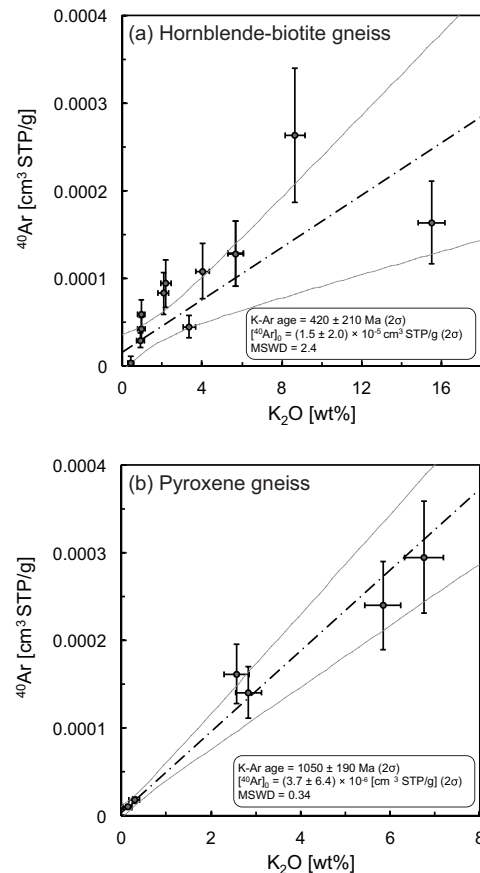 0.0004
(a) Hornblende-biotite gneiss
0.0003
0.0002
0.0001
0
⁴⁰Ar [cm³ STP/g]
K-Ar age = 420 ± 210 Ma (2σ)
[⁴⁰Ar]₀ = (1.5 ± 2.0) × 10⁻⁵ cm³ STP/g (2σ)
MSWD = 2.4
0 4 8 12 16
K₂O [wt%]
0.0004
(b) Pyroxene gneiss
0.0003
0.0002
0.0001
0
⁴⁰Ar [cm³ STP/g]
K-Ar age = 1050 ± 190 Ma (2σ)
[⁴⁰Ar]₀ = (3.7 ± 6.4) × 10⁻⁶ [cm³ STP/g] (2σ)
MSWD = 0.34
0 2 4 6 8
K₂O [wt%]